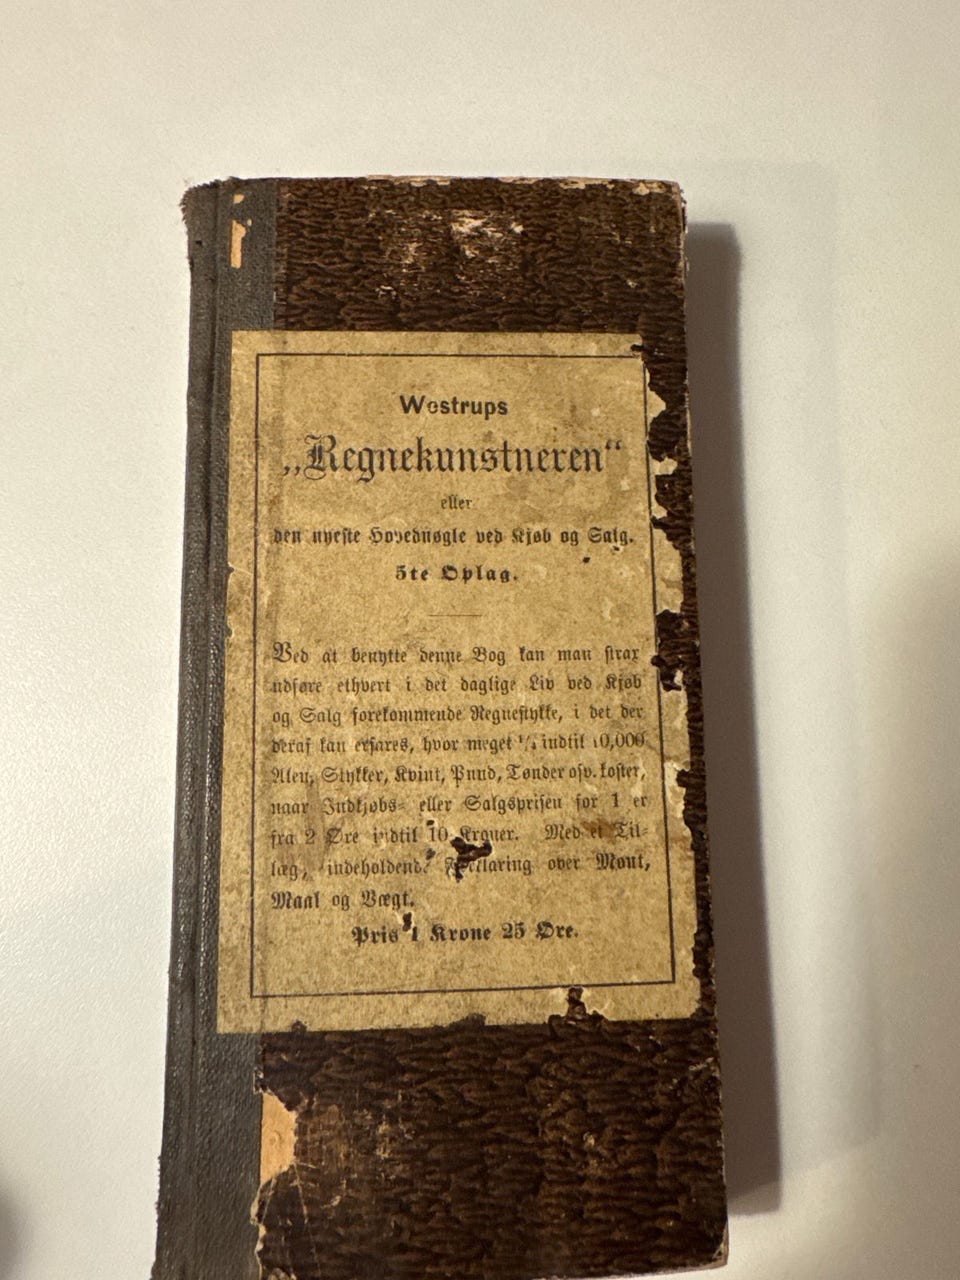 Westrups
„Regnekunstneren“
eller
den nyeste Hovednøgle ved Kjøb og Salg.
5te Oplag.
Ved at benytte denne Bog kan man strax
udføre ethvert i det daglige Liv ved Kjøb
og Salg forekommende Regnestykke, i det der
deraf kan erfares, hvor meget ¼ indtil 10,000
Alen, Stykker, Kvint, Pund, Tønder osv. koster,
naar Indkjøbs- eller Salgsprisen for 1 er
fra 2 Øre indtil 10 Kroner. Med et Til-
læg, indeholdende Forklaring over Mønt,
Maal og Vægt.
Pris 1 Krone 25 Øre.